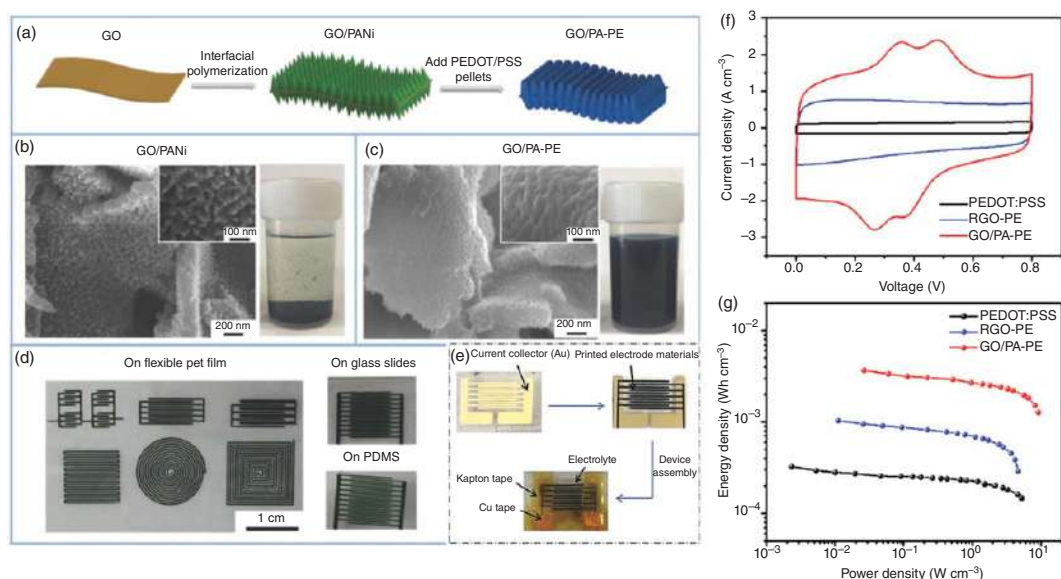 (a)
GO
GO/PANi
GO/PA-PE
Interfacial
polymerization
Add PEDOT/PSS
pellets
(b)
GO/PANi
100 nm
200 nm
(c)
GO/PA-PE
100 nm
200 nm
(d)
On flexible pet film
On glass slides
On PDMS
1 cm
(e)
Current collector (Au)
Printed electrode materials
Device
assembly
Electrolyte
Kapton tape
Cu tape
(f)
Current density (A cm⁻³)
3
2
1
0
–1
–2
–3
PEDOT:PSS
RGO-PE
GO/PA-PE
0.0
0.2
0.4
0.6
0.8
Voltage (V)
(g)
Energy density (Wh cm⁻³)
10⁻²
10⁻³
10⁻⁴
PEDOT:PSS
RGO-PE
GO/PA-PE
10⁻³
10⁻²
10⁻¹
10⁰
10¹
Power density (W cm⁻³)